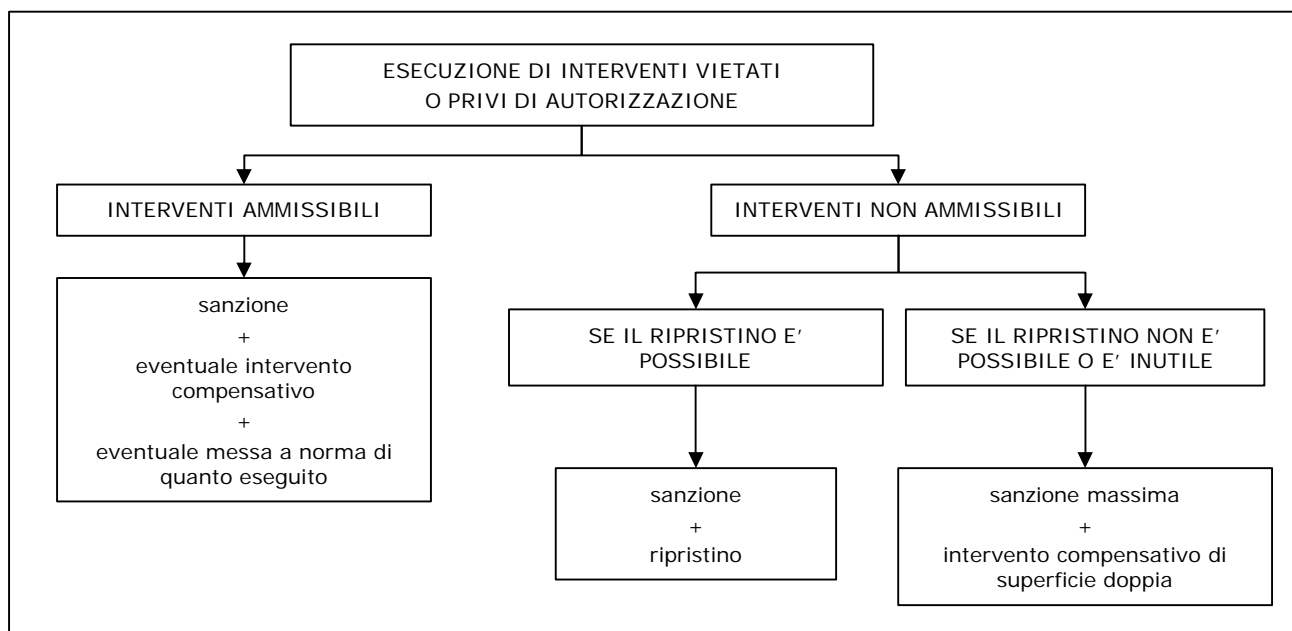 ESECUZIONE DI INTERVENTI VIETATI
O PRIVI DI AUTORIZZAZIONE
INTERVENTI AMMISSIBILI
INTERVENTI NON AMMISSIBILI
sanzione
+
eventuale intervento
compensativo
+
eventuale messa a norma di
quanto eseguito
SE IL RIPRISTINO E’
POSSIBILE
SE IL RIPRISTINO NON E’
POSSIBILE O E’ INUTILE
sanzione
+
ripristino
sanzione massima
+
intervento compensativo di
superficie doppia